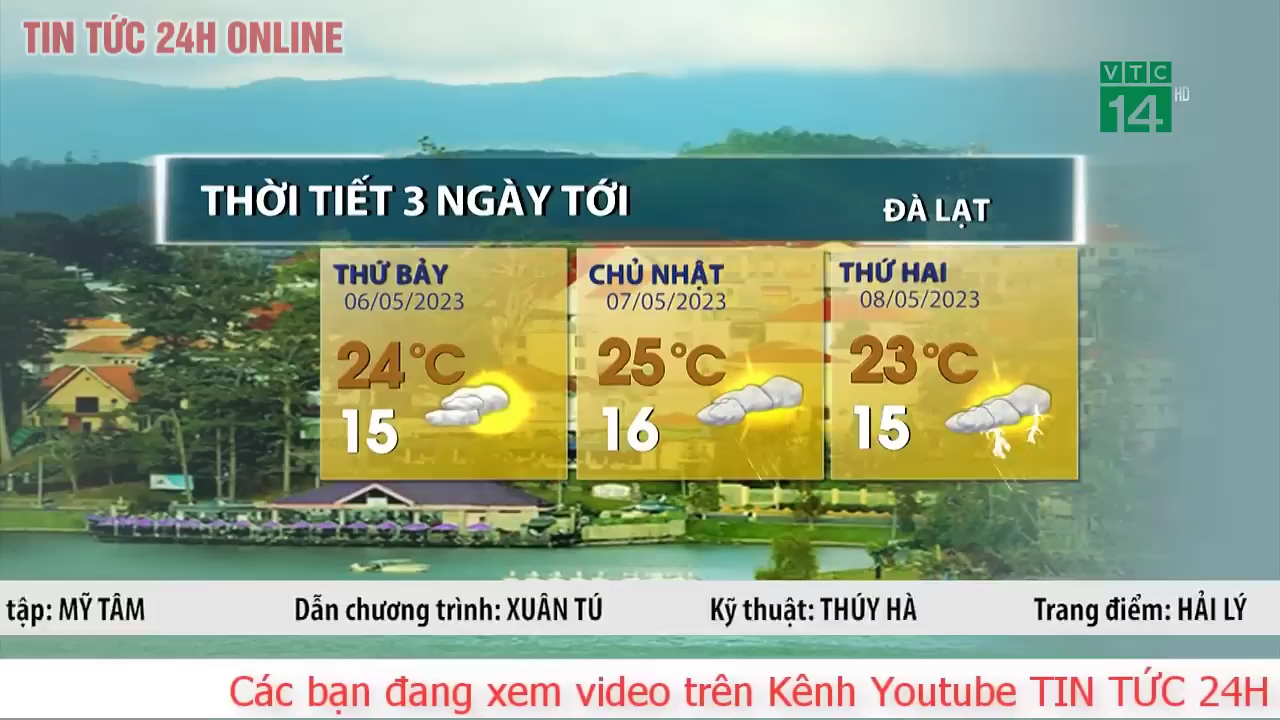 TIN TỨC 24H ONLINE
VTC
14 HD
THỜI TIẾT 3 NGÀY TỚI
ĐÀ LẠT
THỨ BẢY
06/05/2023
24°C
15
CHỦ NHẬT
07/05/2023
25°C
16
THỨ HAI
08/05/2023
23°C
15
tập: MỸ TÂM Dẫn chương trình: XUÂN TÚ Kỹ thuật: THÚY HÀ Trang điểm: HẢI LÝ
Các bạn đang xem video trên Kênh Youtube TIN TỨC 24H